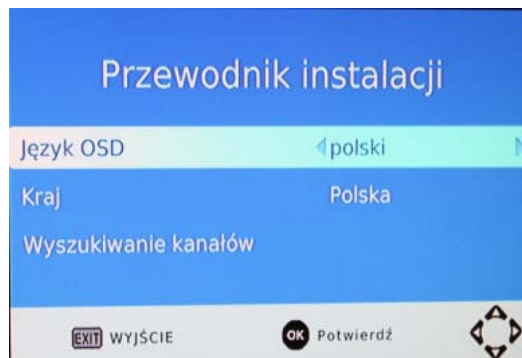 Przewodnik instalacji
Język OSD polski
Kraj Polska
Wyszukiwanie kanałów
EXIT WYJŚCIE OK Potwierdź